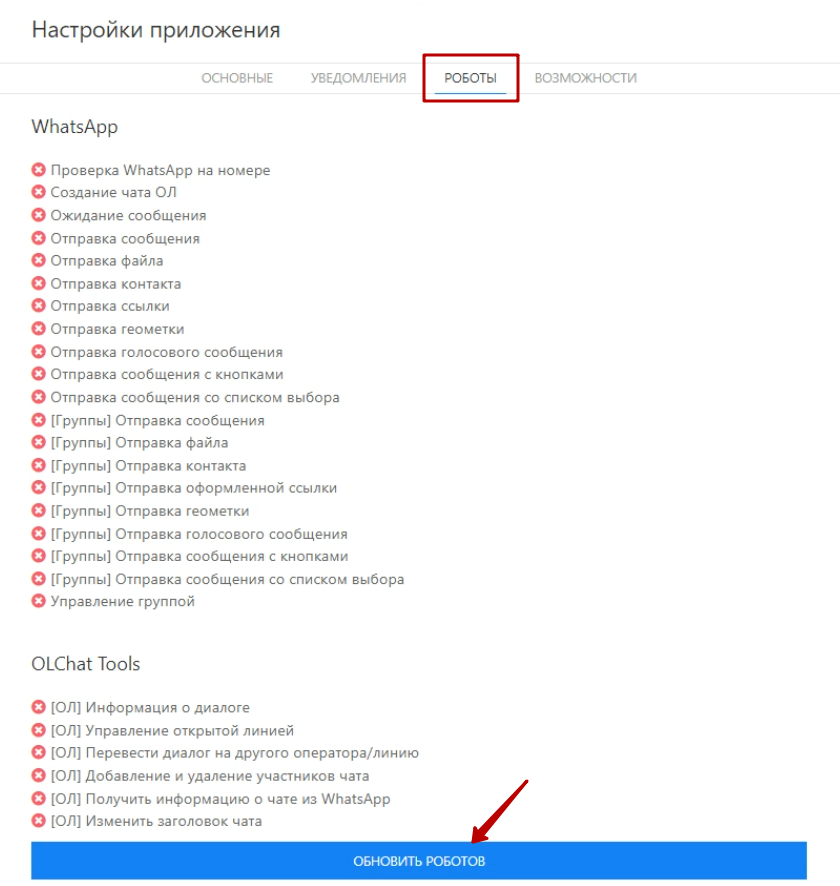 Настройки приложения
ОСНОВНЫЕ УВЕДОМЛЕНИЯ РОБОТЫ ВОЗМОЖНОСТИ
WhatsApp
Проверка WhatsApp на номере
Создание чата ОЛ
Ожидание сообщения
Отправка сообщения
Отправка файла
Отправка контакта
Отправка ссылки
Отправка геометки
Отправка голосового сообщения
Отправка сообщения с кнопками
Отправка сообщения со списком выбора
[Группы] Отправка сообщения
[Группы] Отправка файла
[Группы] Отправка контакта
[Группы] Отправка оформленной ссылки
[Группы] Отправка геометки
[Группы] Отправка голосового сообщения
[Группы] Отправка сообщения с кнопками
[Группы] Отправка сообщения со списком выбора
Управление группой
OLChat Tools
[ОЛ] Информация о диалоге
[ОЛ] Управление открытой линией
[ОЛ] Перевести диалог на другого оператора/линию
[ОЛ] Добавление и удаление участников чата
[ОЛ] Получить информацию о чате из WhatsApp
[ОЛ] Изменить заголовок чата
ОБНОВИТЬ РОБОТОВ